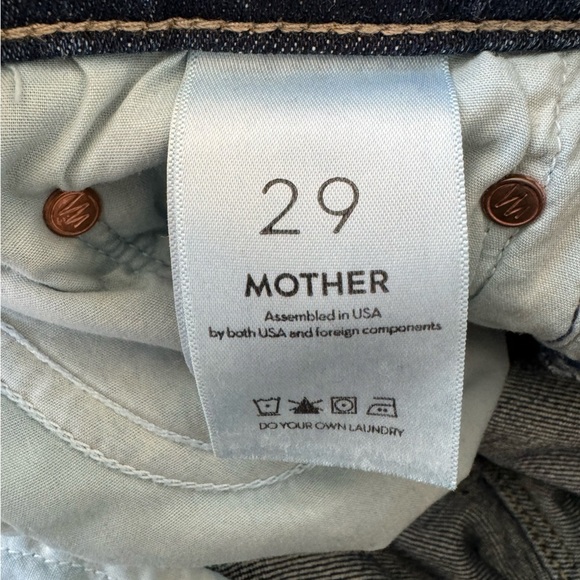 29
MOTHER
Assembled in USA
by both USA and foreign components
DO YOUR OWN LAUNDRY